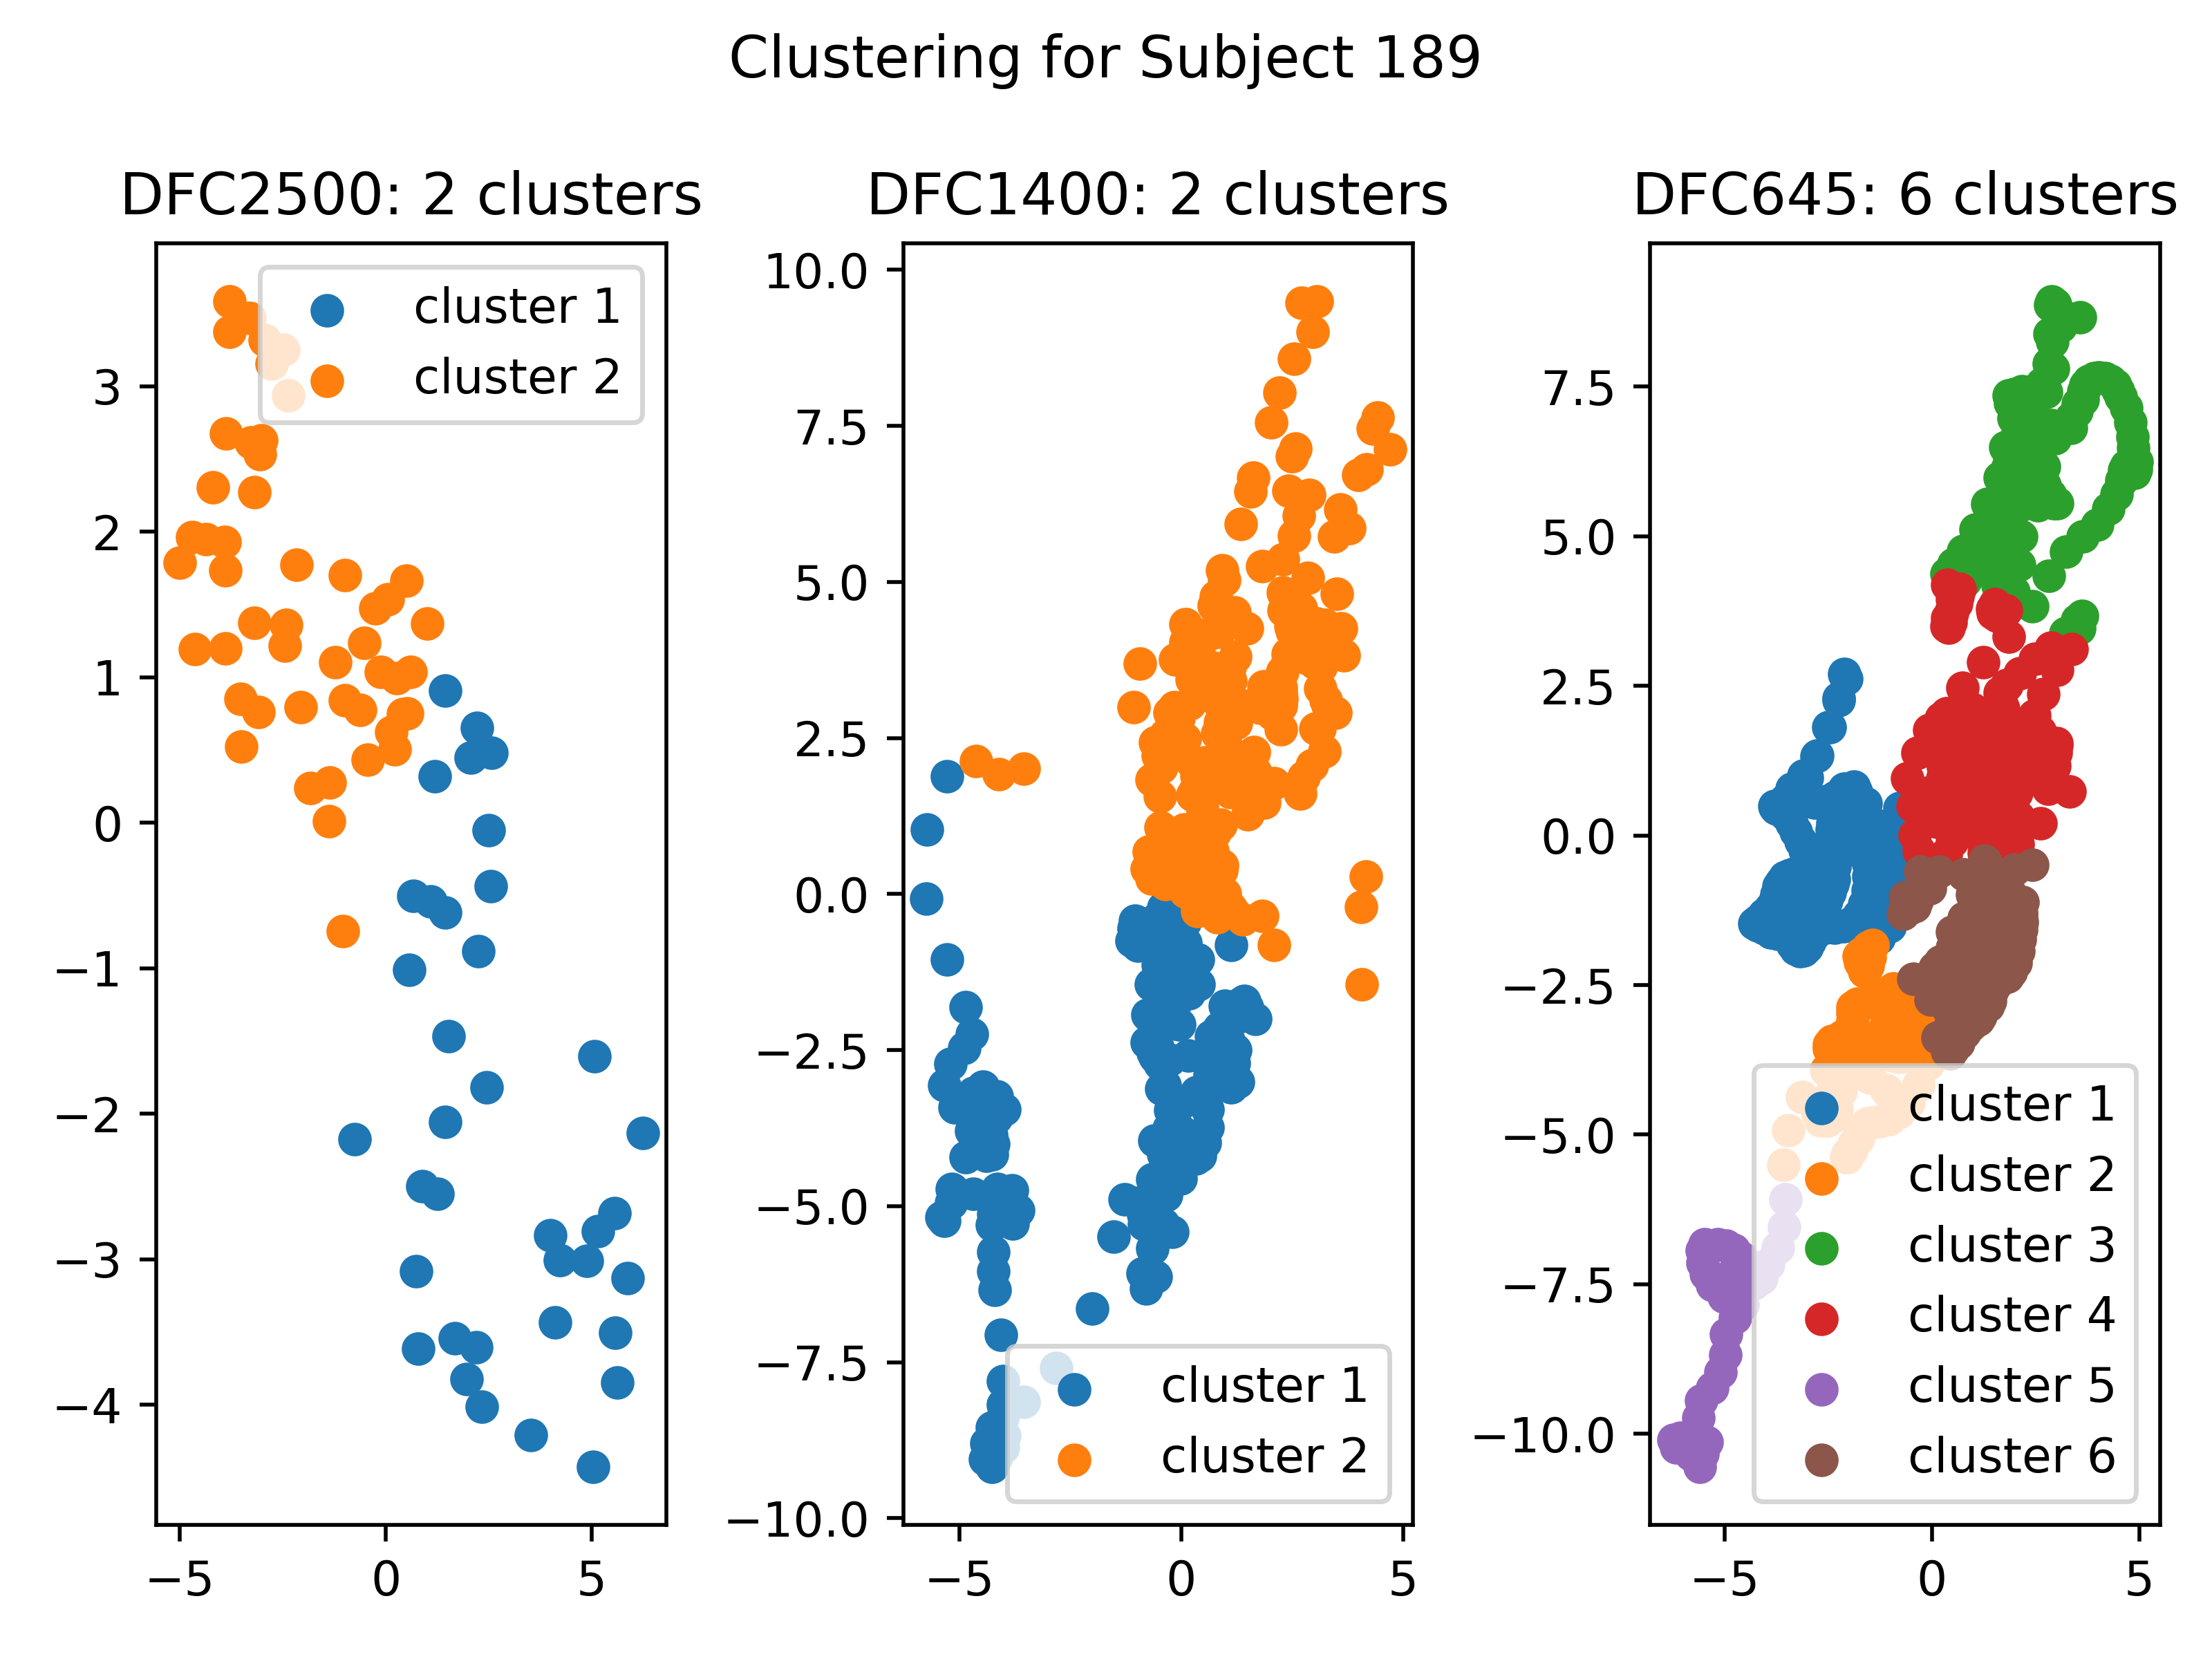 Clustering for Subject 189
DFC2500: 2 clusters
cluster 1
cluster 2
3
2
1
0
−1
−2
−3
−4
−5
0
5
DFC1400: 2 clusters
10.0
7.5
5.0
2.5
0.0
−2.5
−5.0
−7.5
−10.0
cluster 1
cluster 2
−5
0
5
DFC645: 6 clusters
7.5
5.0
2.5
0.0
−2.5
−5.0
−7.5
−10.0
cluster 1
cluster 2
cluster 3
cluster 4
cluster 5
cluster 6
−5
0
5